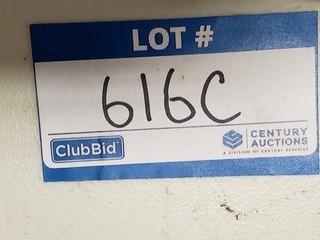 LOT #
616C
ClubBid
CENTURY
AUCTIONS
A DIVISION OF CENTURY SERVICES